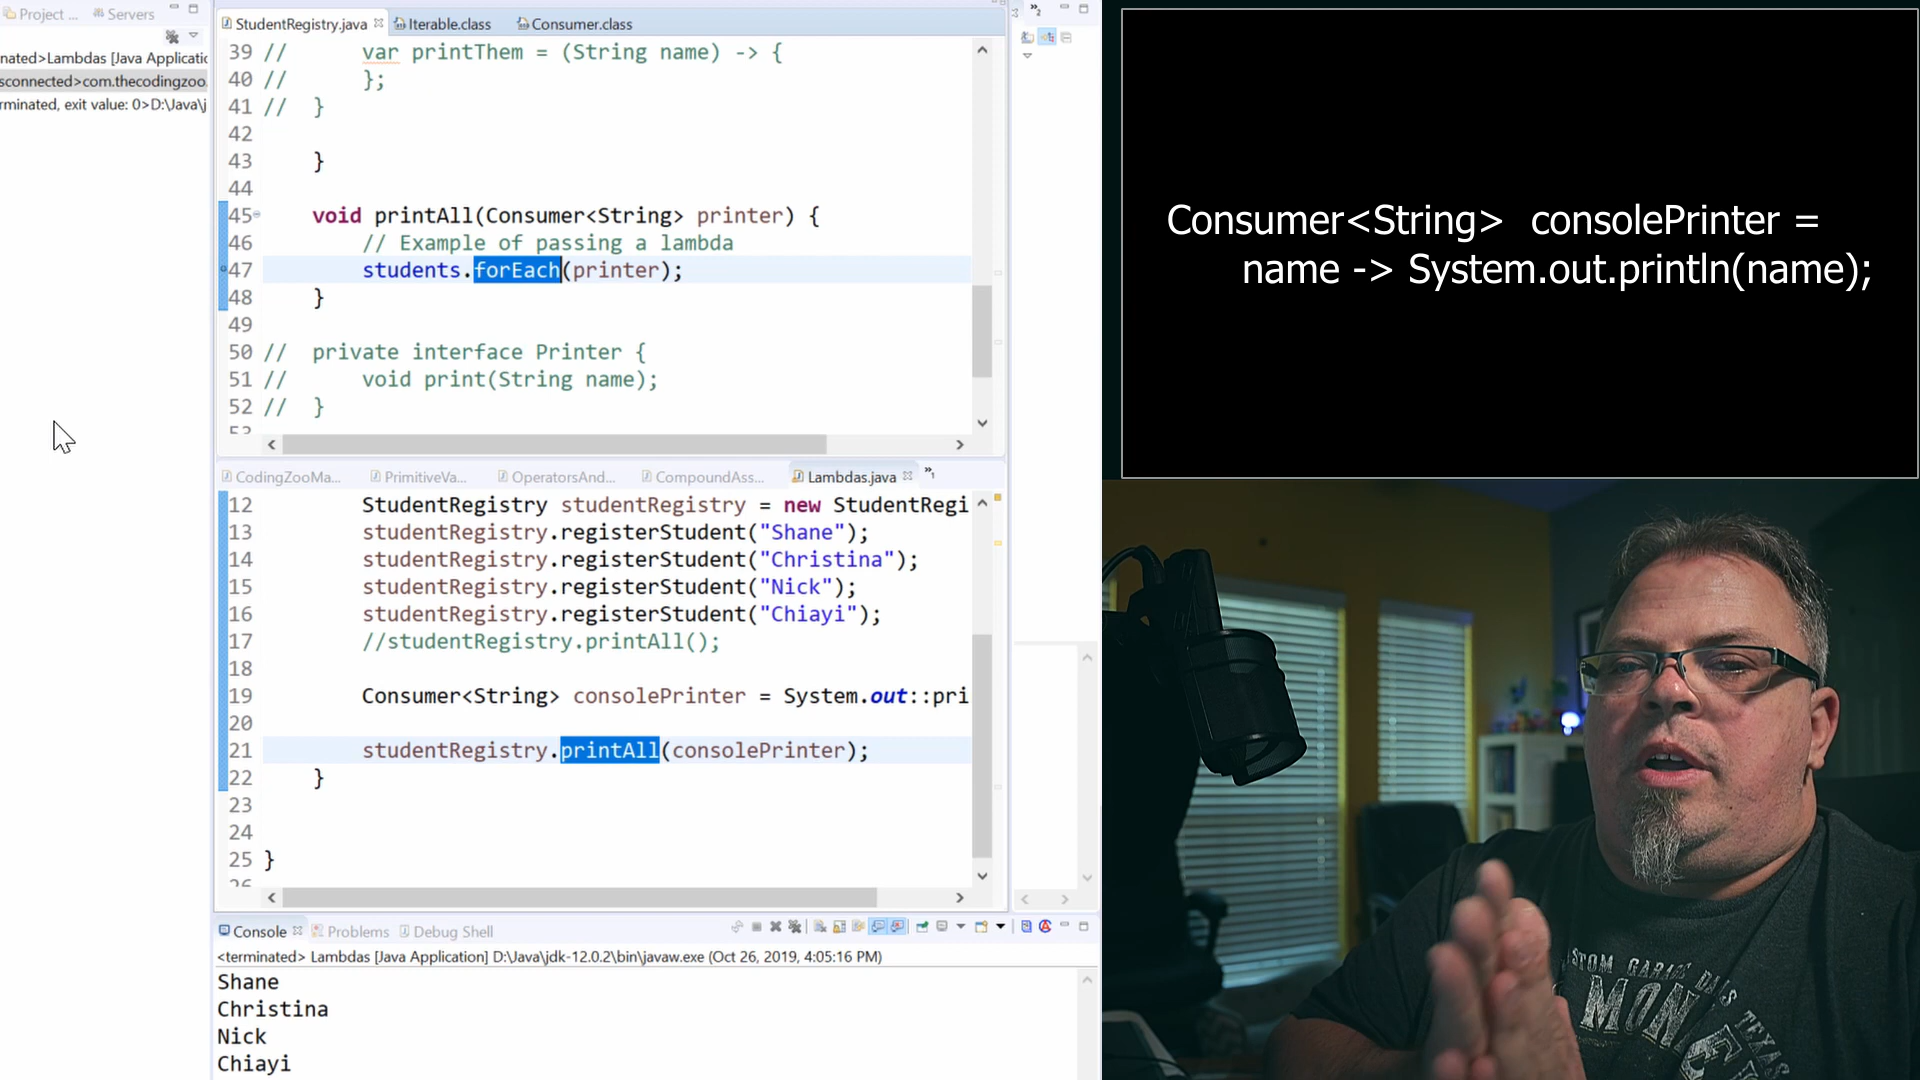 Project ...
Servers
nated>Lambdas [Java Applicatic
sconnected>com.thecodingzoo.
rminated, exit value: 0>D:\Java\j
StudentRegistry.java
Iterable.class
Consumer.class
39 //      var printThem = (String name) -> {
40 //      };
41 //  }
42
43     }
44
45     void printAll(Consumer<String> printer) {
46         // Example of passing a lambda
47         students.forEach(printer);
48     }
49
50 //  private interface Printer {
51 //      void print(String name);
52 //  }
53
CodingZooMa...
PrimitiveVa...
OperatorsAnd...
CompoundAss...
Lambdas.java
12         StudentRegistry studentRegistry = new StudentRegi
13         studentRegistry.registerStudent("Shane");
14         studentRegistry.registerStudent("Christina");
15         studentRegistry.registerStudent("Nick");
16         studentRegistry.registerStudent("Chiayi");
17         //studentRegistry.printAll();
18
19         Consumer<String> consolePrinter = System.out::pri
20
21         studentRegistry.printAll(consolePrinter);
22     }
23
24
25 }
26
Console
Problems
Debug Shell
<terminated> Lambdas [Java Application] D:\Java\jdk-12.0.2\bin\javaw.exe (Oct 26, 2019, 4:05:16 PM)
Shane
Christina
Nick
Chiayi
Consumer<String> consolePrinter =
name -> System.out.println(name);
GARAGE
MON
TEXAS